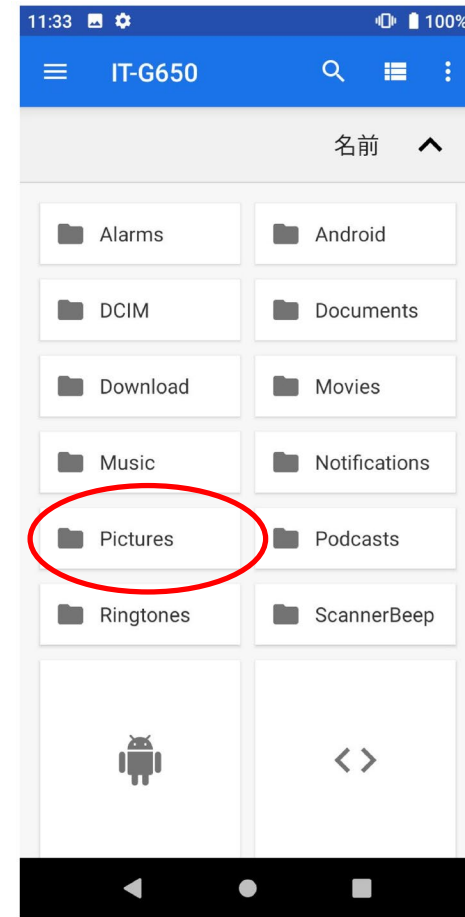 11:33 100%
IT-G650
名前
Alarms Android
DCIM Documents
Download Movies
Music Notifications
Pictures Podcasts
Ringtones ScannerBeep